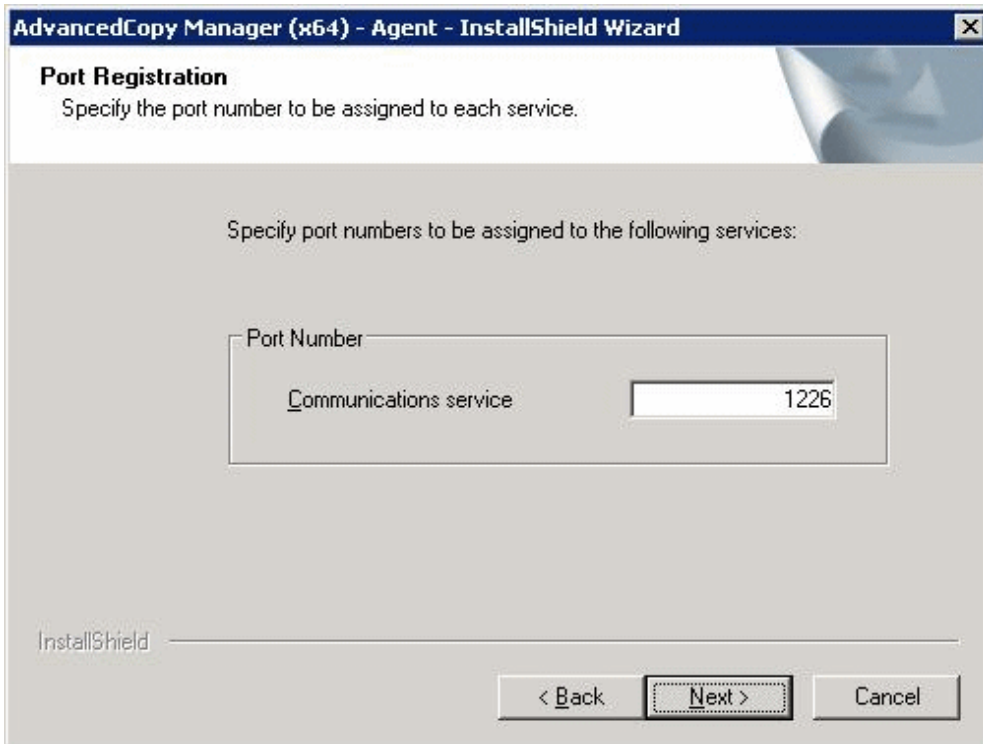 AdvancedCopy Manager (x64) - Agent - InstallShield Wizard
Port Registration
Specify the port number to be assigned to each service.
Specify port numbers to be assigned to the following services:
Port Number
Communications service 1226
InstallShield
< Back Next > Cancel